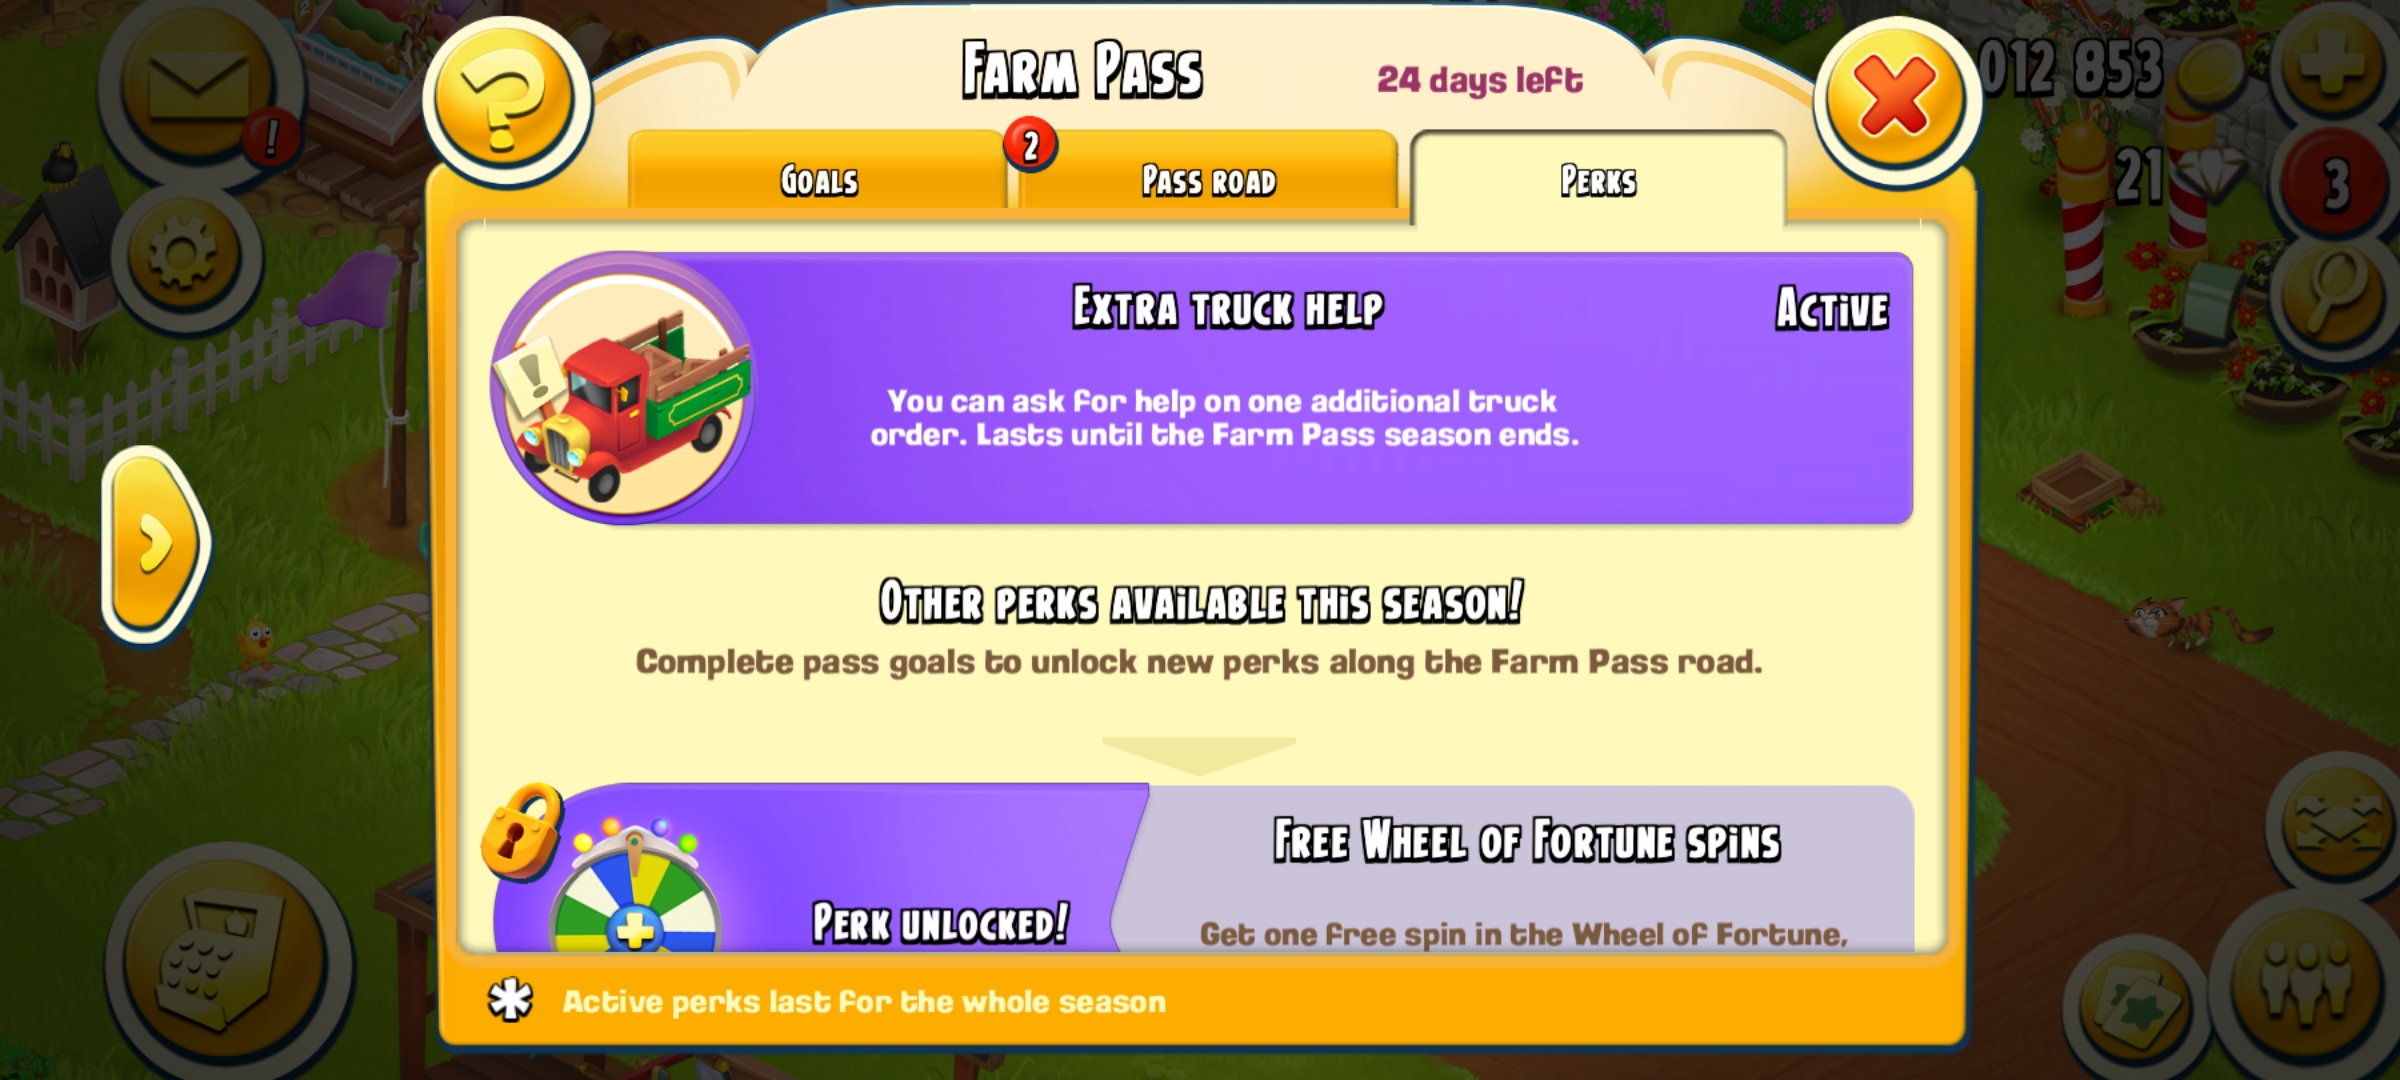 FARM PASS
24 days left
012 853
!
GOALS
2
PASS ROAD
PERKS
21
3
EXTRA TRUCK HELP
ACTIVE
You can ask for help on one additional truck
order. Lasts until the Farm Pass season ends.
OTHER PERKS AVAILABLE THIS SEASON!
Complete pass goals to unlock new perks along the Farm Pass road.
FREE WHEEL OF FORTUNE SPINS
PERK UNLOCKED!
Get one free spin in the Wheel of Fortune,
Active perks last for the whole season